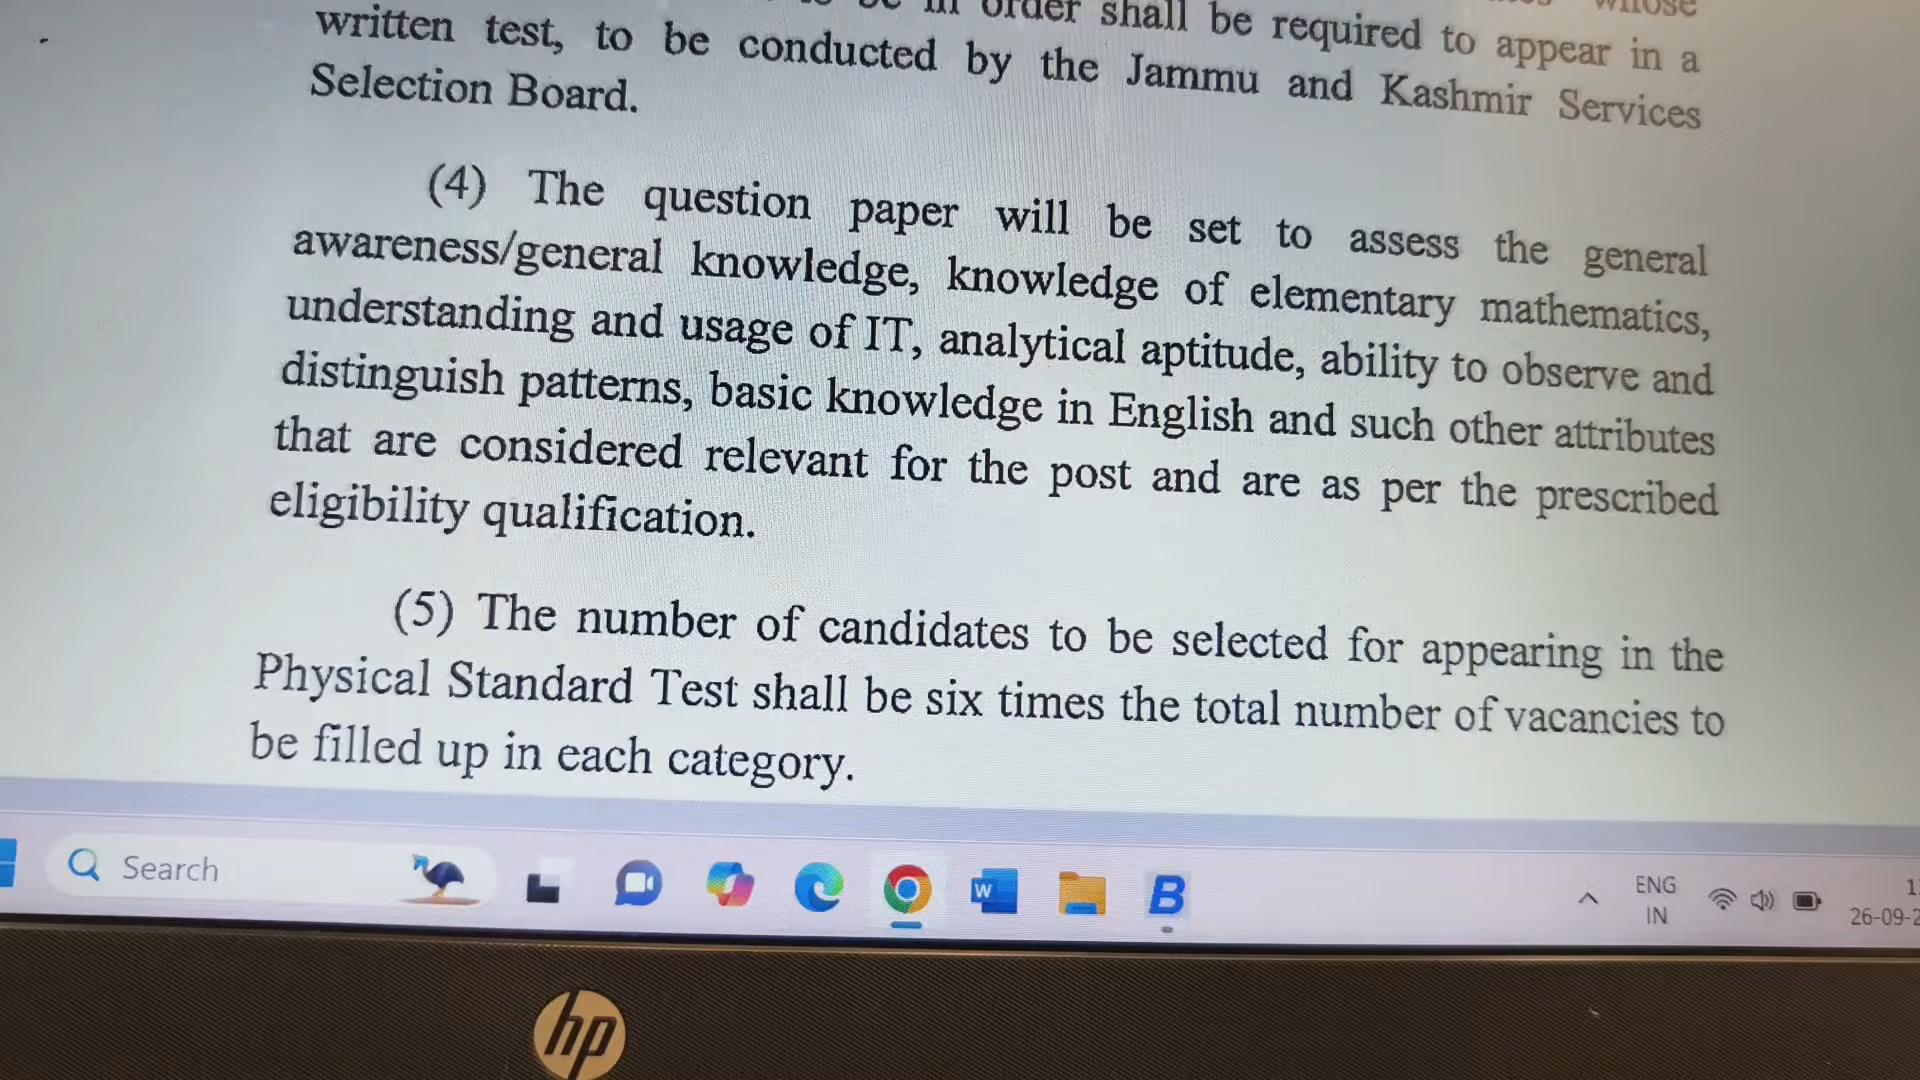 in order shall be required to appear in a
written test, to be conducted by the Jammu and Kashmir Services
Selection Board.
(4) The question paper will be set to assess the general
awareness/general knowledge, knowledge of elementary mathematics,
understanding and usage of IT, analytical aptitude, ability to observe and
distinguish patterns, basic knowledge in English and such other attributes
that are considered relevant for the post and are as per the prescribed
eligibility qualification.
(5) The number of candidates to be selected for appearing in the
Physical Standard Test shall be six times the total number of vacancies to
be filled up in each category.
Search
W
B
ENG
IN
26-09-2
hp